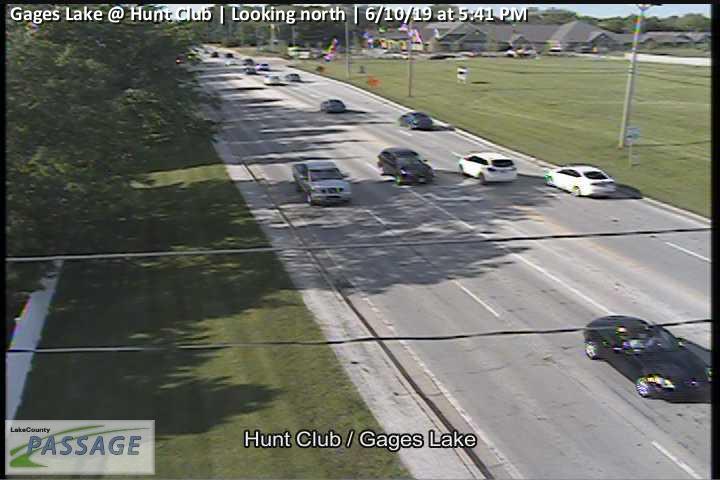 Gages Lake @ Hunt Club | Looking north | 6/10/19 at 5:41 PM
Hunt Club / Gages Lake
LakeCounty
PASSAGE